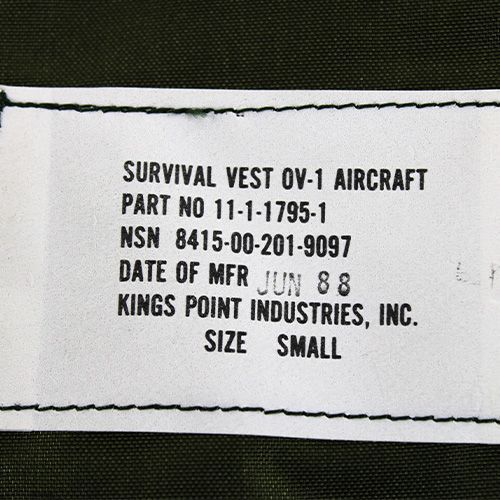 SURVIVAL VEST OV-1 AIRCRAFT
PART NO 11-1-1795-1
NSN 8415-00-201-9097
DATE OF MFR JUN 88
KINGS POINT INDUSTRIES, INC.
SIZE SMALL